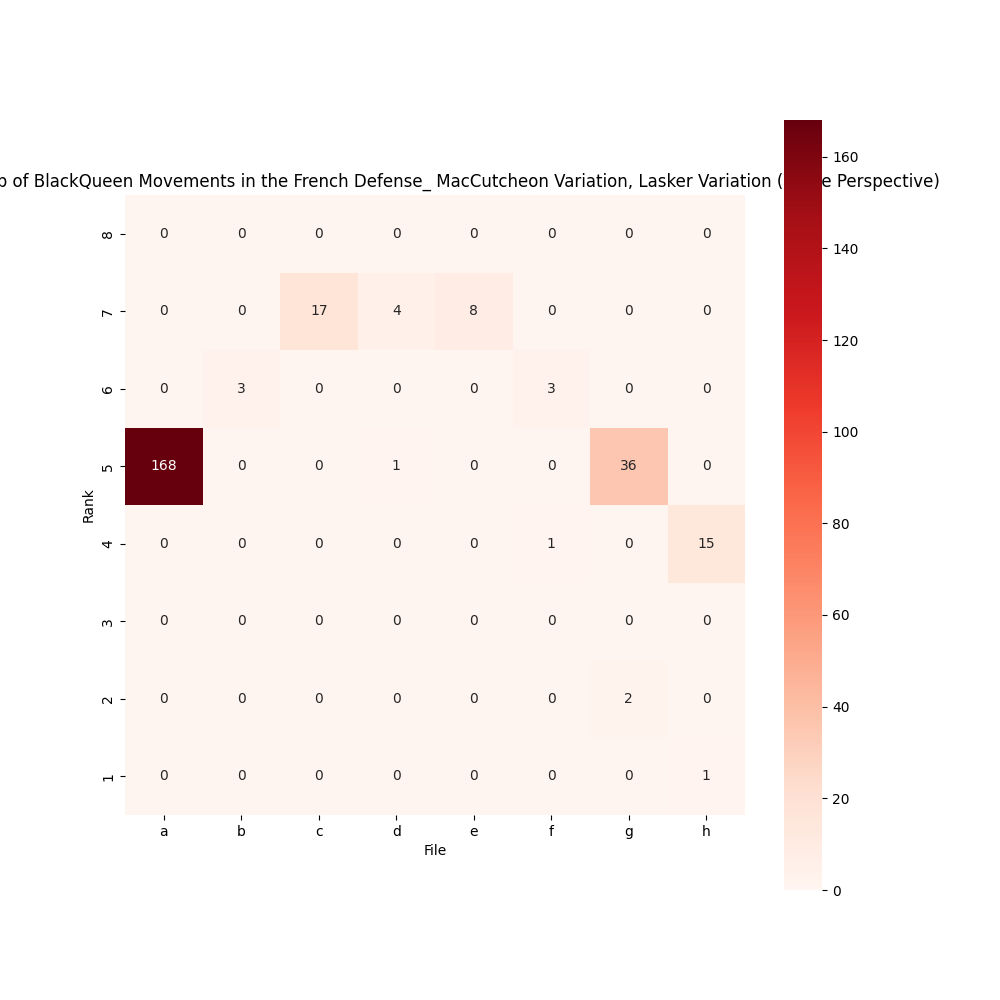 of BlackQueen Movements in the French Defense_ MacCutcheon Variation, Lasker Variation ( e Perspective)
8 0 0 0 0 0 0 0 0
7 0 0 17 4 8 0 0 0
6 0 3 0 0 0 3 0 0
5 168 0 0 1 0 0 36 0
4 0 0 0 0 0 1 0 15
3 0 0 0 0 0 0 0 0
2 0 0 0 0 0 0 2 0
1 0 0 0 0 0 0 0 1
a b c d e f g h
File
Rank
160
140
120
100
80
60
40
20
0